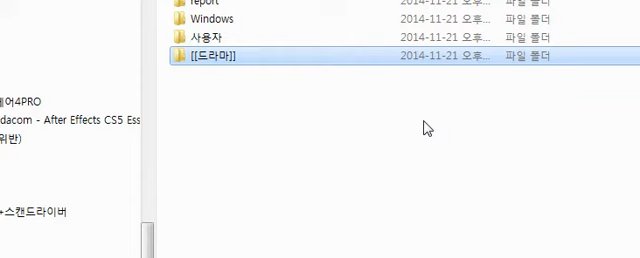 report 2014-11-21 오후... 파일 폴더
Windows 2014-11-21 오후... 파일 폴더
사용자 2014-11-21 오후... 파일 폴더
[[드라마]] 2014-11-21 오후... 파일 폴더
어4PRO
dacom - After Effects CS5 Ess
위반)
+스캔드라이버